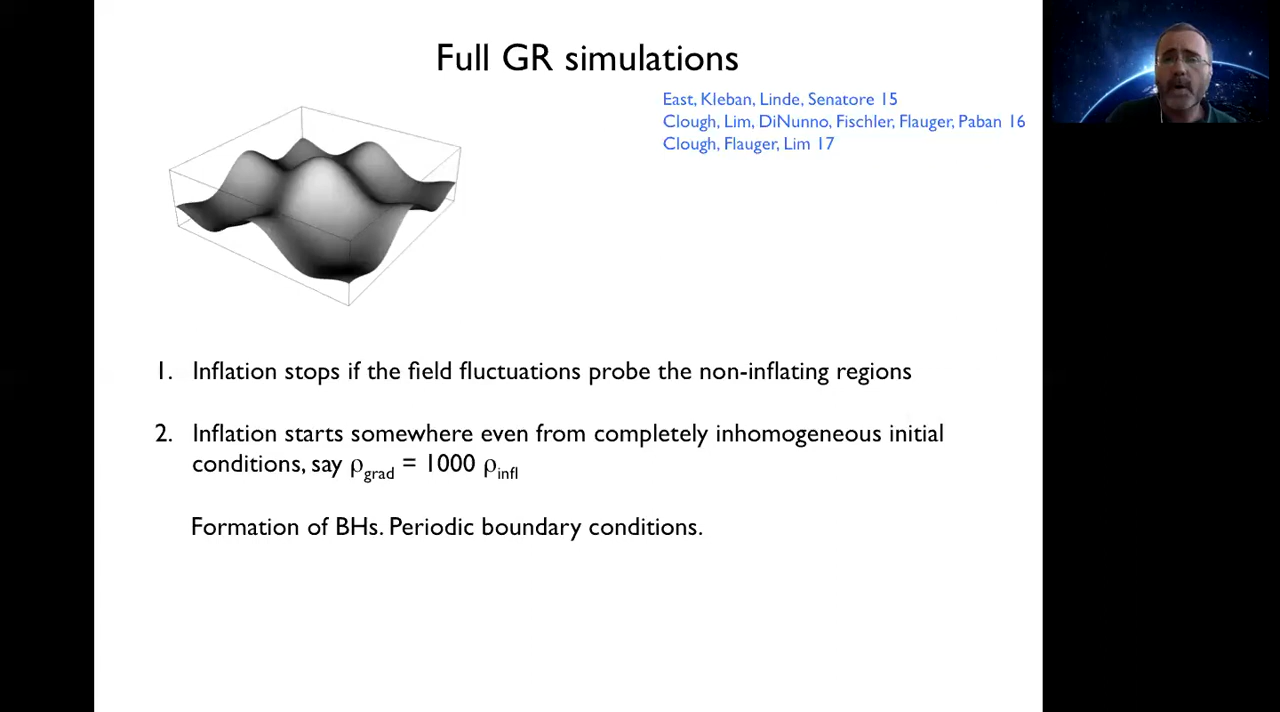 Full GR simulations
East, Kleban, Linde, Senatore 15
Clough, Lim, DiNunno, Fischler, Flauger, Paban 16
Clough, Flauger, Lim 17
1. Inflation stops if the field fluctuations probe the non-inflating regions
2. Inflation starts somewhere even from completely inhomogeneous initial
conditions, say ρgrad = 1000 ρinfl
Formation of BHs. Periodic boundary conditions.